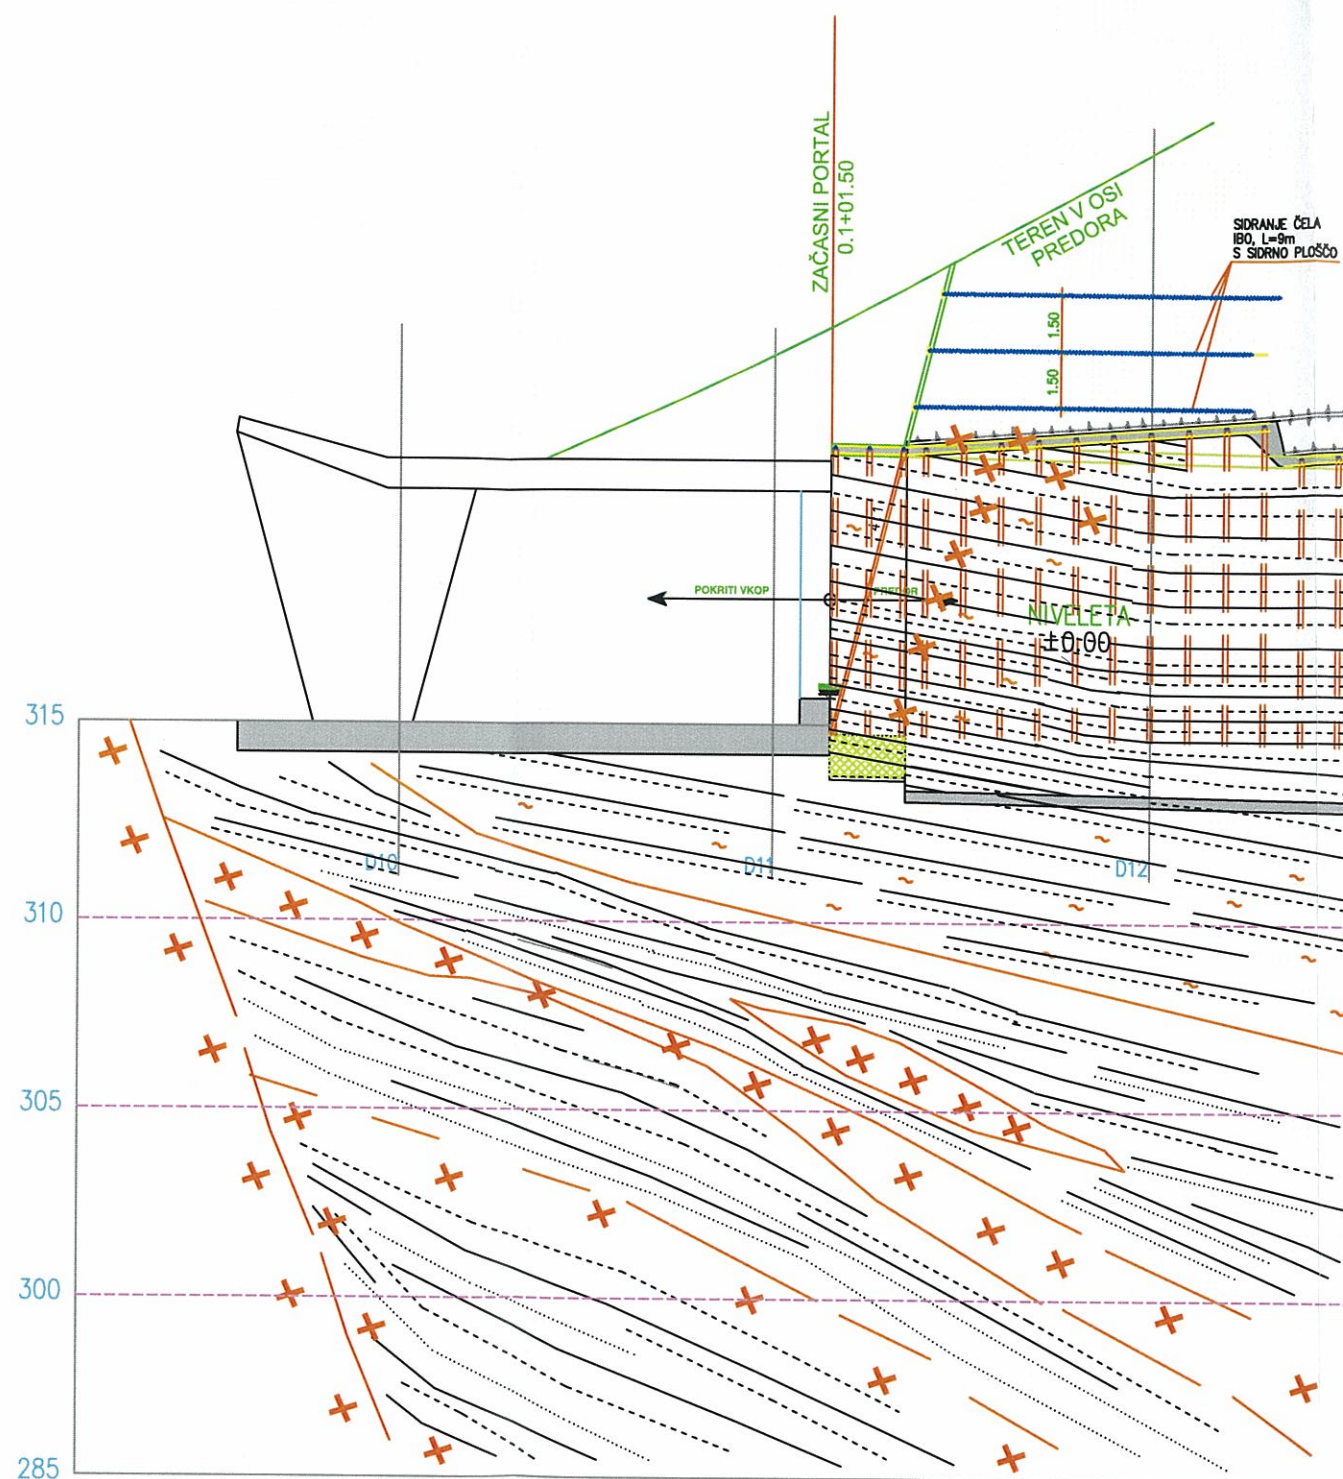 ZAČASNI PORTAL
0.1+01.50
TEREN V OSI
PREDORA
SIDRANJE ČELA
IBO, L=9m
S SIDRNO PLOŠČO
1.50
1.50
POKRITI VKOP
PREDOR
NIVELETA
±0.00
315
D10
D11
D12
310
305
300
285